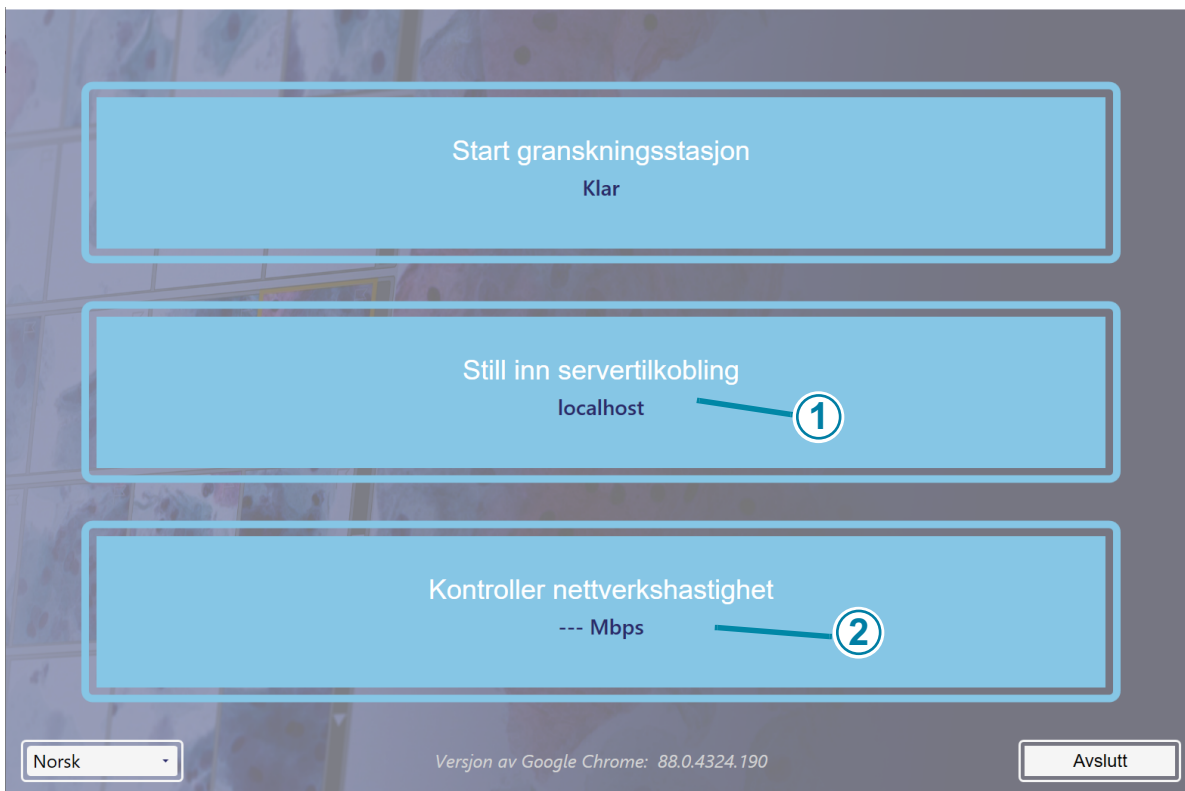 Start granskningsstasjon
Klar
Still inn servertilkobling
localhost
1
Kontroller nettverkshastighet
--- Mbps
2
Norsk
Versjon av Google Chrome: 88.0.4324.190
Avslutt